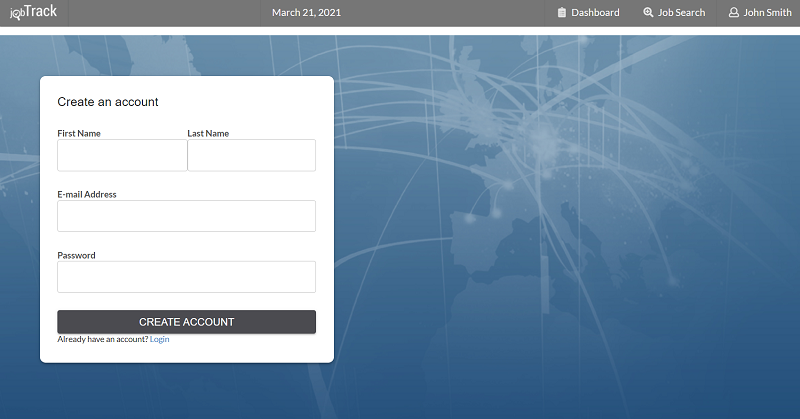 jobTrack March 21, 2021 Dashboard Job Search John Smith
Create an account
First Name Last Name
E-mail Address
Password
CREATE ACCOUNT
Already have an account? Login